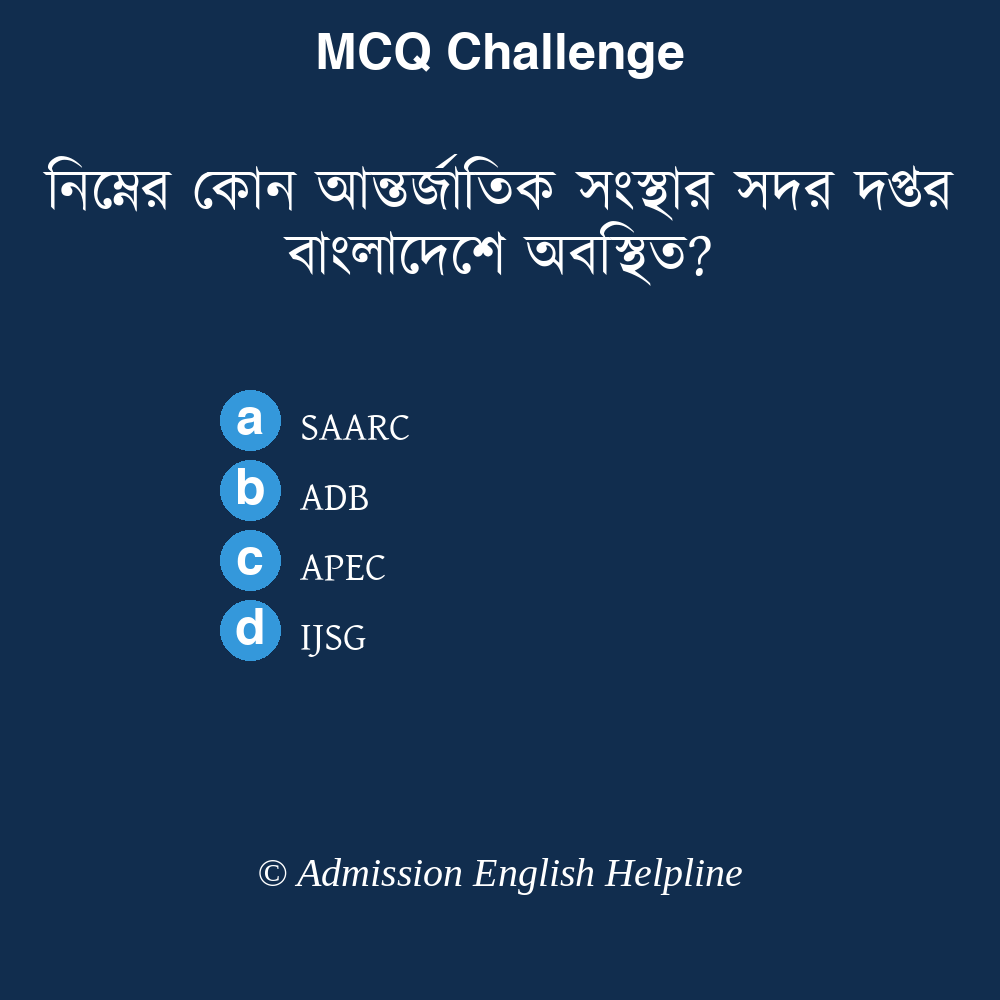 MCQ Challenge
নিম্নের কোন আন্তর্জাতিক সংস্থার সদর দপ্তর
বাংলাদেশে অবস্থিত?
a SAARC
b ADB
c APEC
d IJSG
© Admission English Helpline